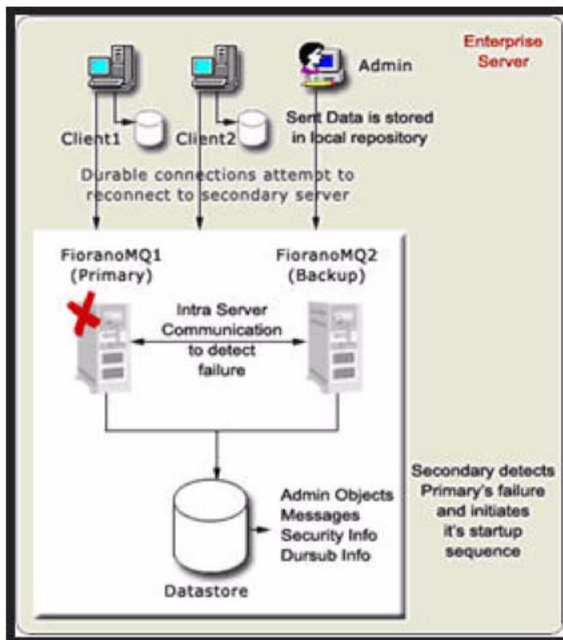 Enterprise
Server
Admin
Client1
Client2
Sent Data is stored
in local repository
Durable connections attempt to
reconnect to secondary server
FioranoMQ1
(Primary)
FioranoMQ2
(Backup)
Intra Server
Communication
to detect
failure
Secondary detects
Primary's failure
and initiates
it's startup
sequence
Admin Objects
Messages
Security Info
Dursub Info
Datastore